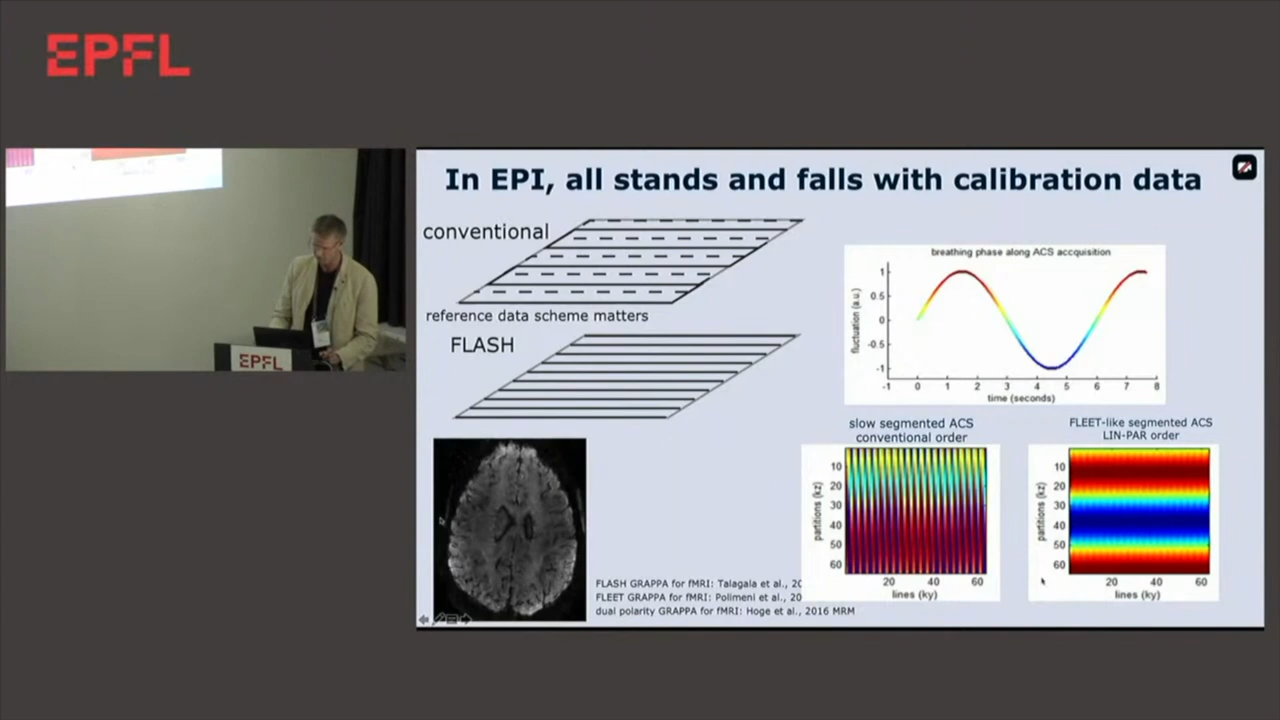 EPFL
EPFL
In EPI, all stands and falls with calibration data
conventional
reference data scheme matters
FLASH
breathing phase along ACS accquisition
fluctuation (a.u.)
1
0.5
0
-0.5
-1
-1 0 1 2 3 4 5 6 7 8
time (seconds)
slow segmented ACS
conventional order
partitions (kz)
10
20
30
40
50
60
20 40 60
lines (ky)
FLEET-like segmented ACS
LIN-PAR order
partitions (kz)
10
20
30
40
50
60
20 40 60
lines (ky)
FLASH GRAPPA for fMRI: Talagala et al., 20
FLEET GRAPPA for fMRI: Polimeni et al., 20
dual polarity GRAPPA for fMRI: Hoge et al., 2016 MRM